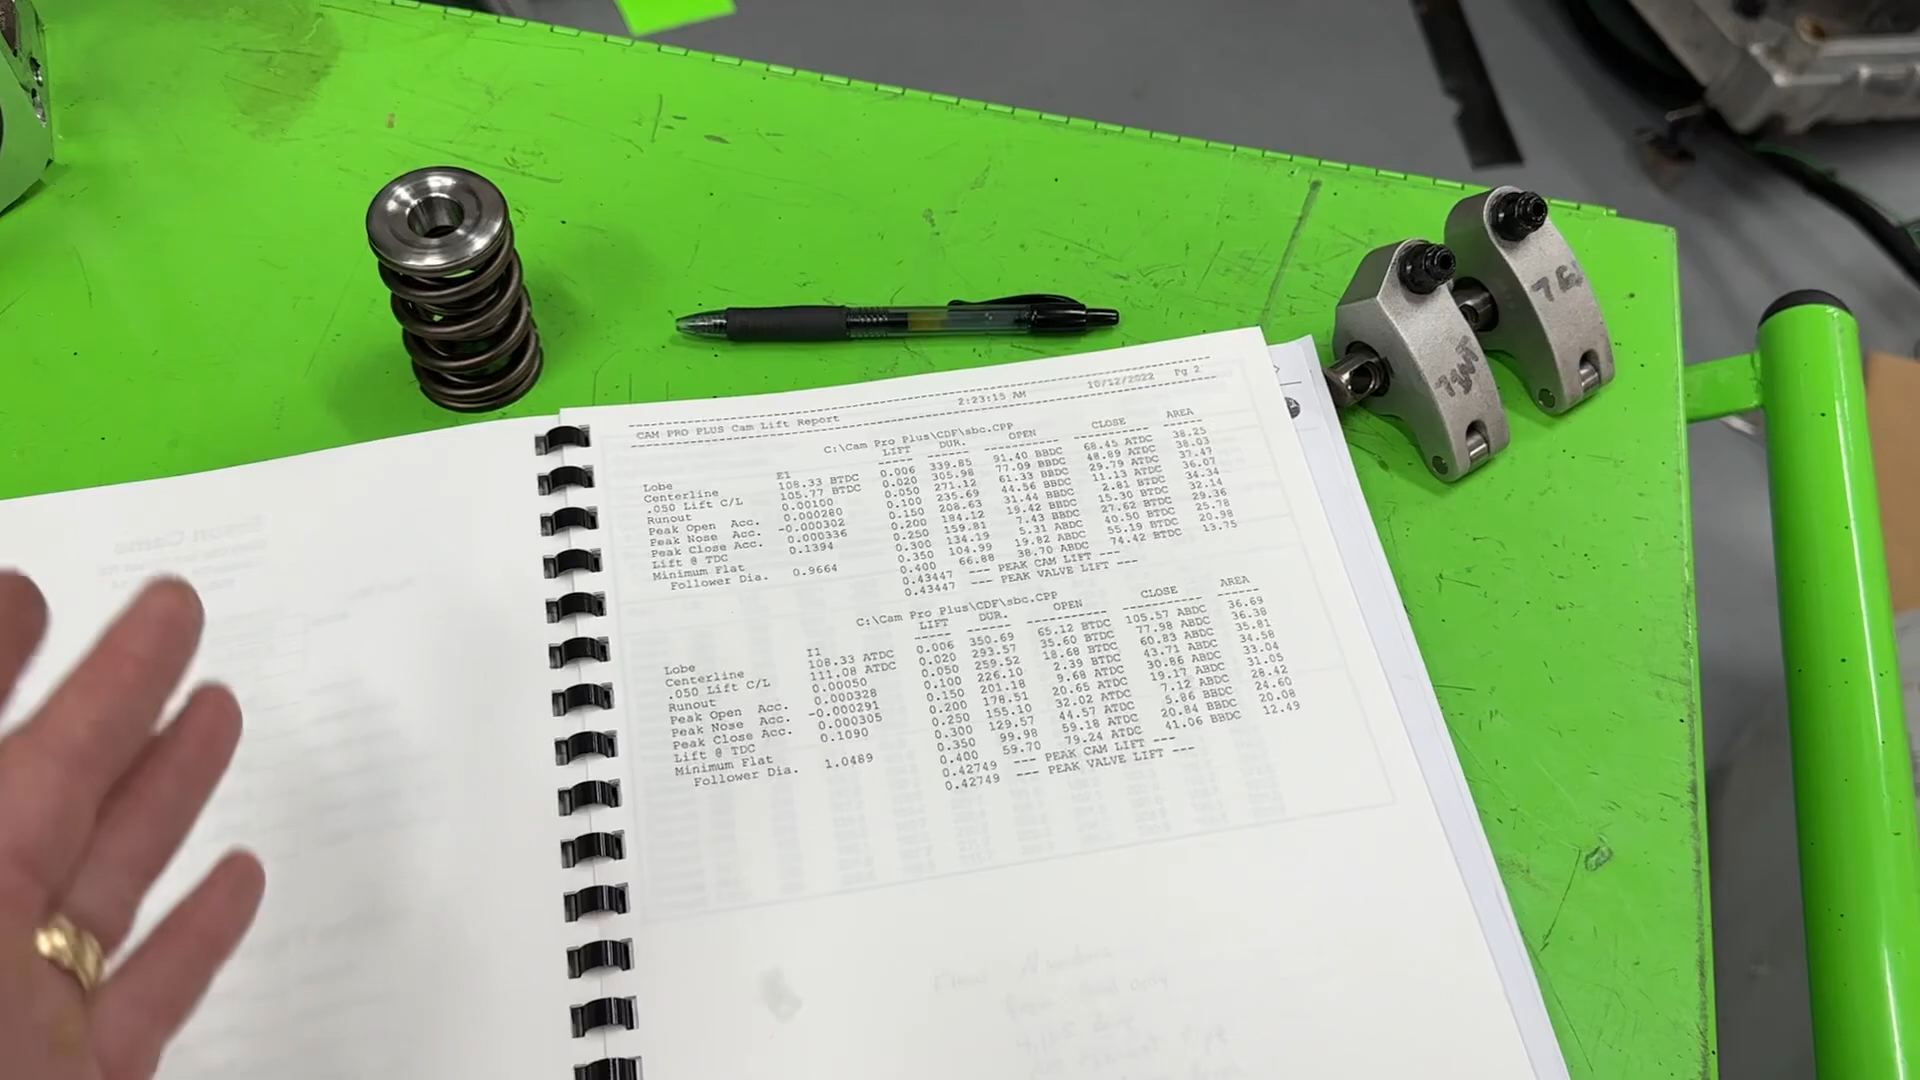 10/12/2022 Pg 2
2:23:15 AM
CAM PRO PLUS Cam Lift Report
C:\Cam Pro Plus\CDF\sbc.CPP
LIFT DUR. OPEN CLOSE AREA
Lobe E1 0.006 339.85 91.40 BBDC 68.45 ATDC 38.25
Centerline 108.33 BTDC 0.020 305.98 77.09 BBDC 48.89 ATDC 38.03
.050 Lift C/L 105.77 BTDC 0.050 271.12 61.33 BBDC 29.79 ATDC 37.47
Runout 0.00100 0.100 235.69 44.56 BBDC 11.13 ATDC 36.07
Peak Open Acc. 0.000280 0.150 208.63 31.44 BBDC 2.81 BTDC 34.34
Peak Nose Acc. -0.000302 0.200 184.12 19.42 BBDC 15.30 BTDC 32.14
Peak Close Acc. 0.000336 0.250 159.81 7.43 BBDC 27.62 BTDC 29.36
Lift @ TDC 0.1394 0.300 134.19 5.31 ABDC 40.50 BTDC 25.78
Minimum Flat 0.350 104.99 19.82 ABDC 55.19 BTDC 20.98
Follower Dia. 0.9664 0.400 66.88 38.70 ABDC 74.42 BTDC 13.75
0.43447 --- PEAK CAM LIFT ---
0.43447 --- PEAK VALVE LIFT ---
C:\Cam Pro Plus\CDF\sbc.CPP
LIFT DUR. OPEN CLOSE AREA
Lobe I1 0.006 350.69 65.12 BTDC 105.57 ABDC 36.69
Centerline 108.33 ATDC 0.020 293.57 35.60 BTDC 77.98 ABDC 36.38
.050 Lift C/L 111.08 ATDC 0.050 259.52 18.68 BTDC 60.83 ABDC 35.81
Runout 0.00050 0.100 226.10 2.39 BTDC 43.71 ABDC 34.58
Peak Open Acc. 0.000328 0.150 201.18 9.68 ATDC 30.86 ABDC 33.04
Peak Nose Acc. -0.000291 0.200 178.51 20.65 ATDC 19.17 ABDC 31.05
Peak Close Acc. 0.000305 0.250 155.10 32.02 ATDC 7.12 ABDC 28.42
Lift @ TDC 0.1090 0.300 129.57 44.57 ATDC 5.86 BBDC 24.60
Minimum Flat 0.350 99.98 59.18 ATDC 20.84 BBDC 20.08
Follower Dia. 1.0489 0.400 59.70 79.24 ATDC 41.06 BBDC 12.49
0.42749 --- PEAK CAM LIFT ---
0.42749 --- PEAK VALVE LIFT ---